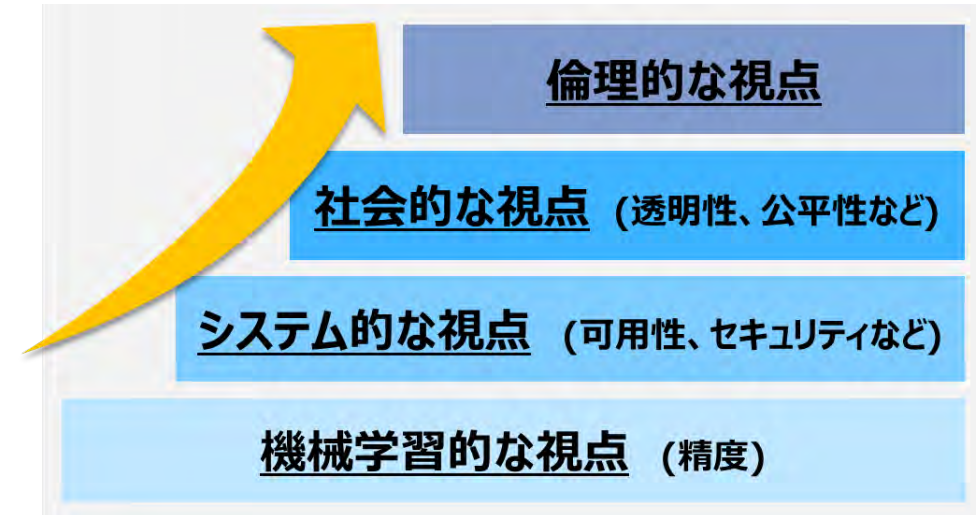 倫理的な視点
社会的な視点 (透明性、公平性など)
システム的な視点 (可用性、セキュリティなど)
機械学習的な視点 (精度)